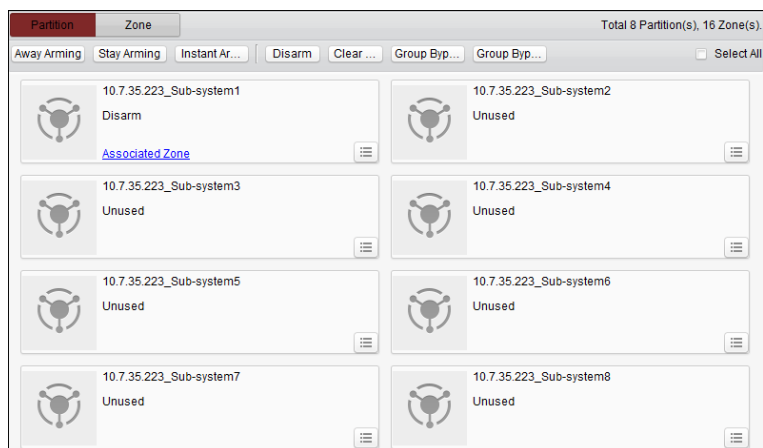 Partition Zone Total 8 Partition(s), 16 Zone(s).
Away Arming Stay Arming Instant Ar... Disarm Clear ... Group Byp... Group Byp... Select All
10.7.35.223_Sub-system1
Disarm
Associated Zone
10.7.35.223_Sub-system2
Unused
10.7.35.223_Sub-system3
Unused
10.7.35.223_Sub-system4
Unused
10.7.35.223_Sub-system5
Unused
10.7.35.223_Sub-system6
Unused
10.7.35.223_Sub-system7
Unused
10.7.35.223_Sub-system8
Unused